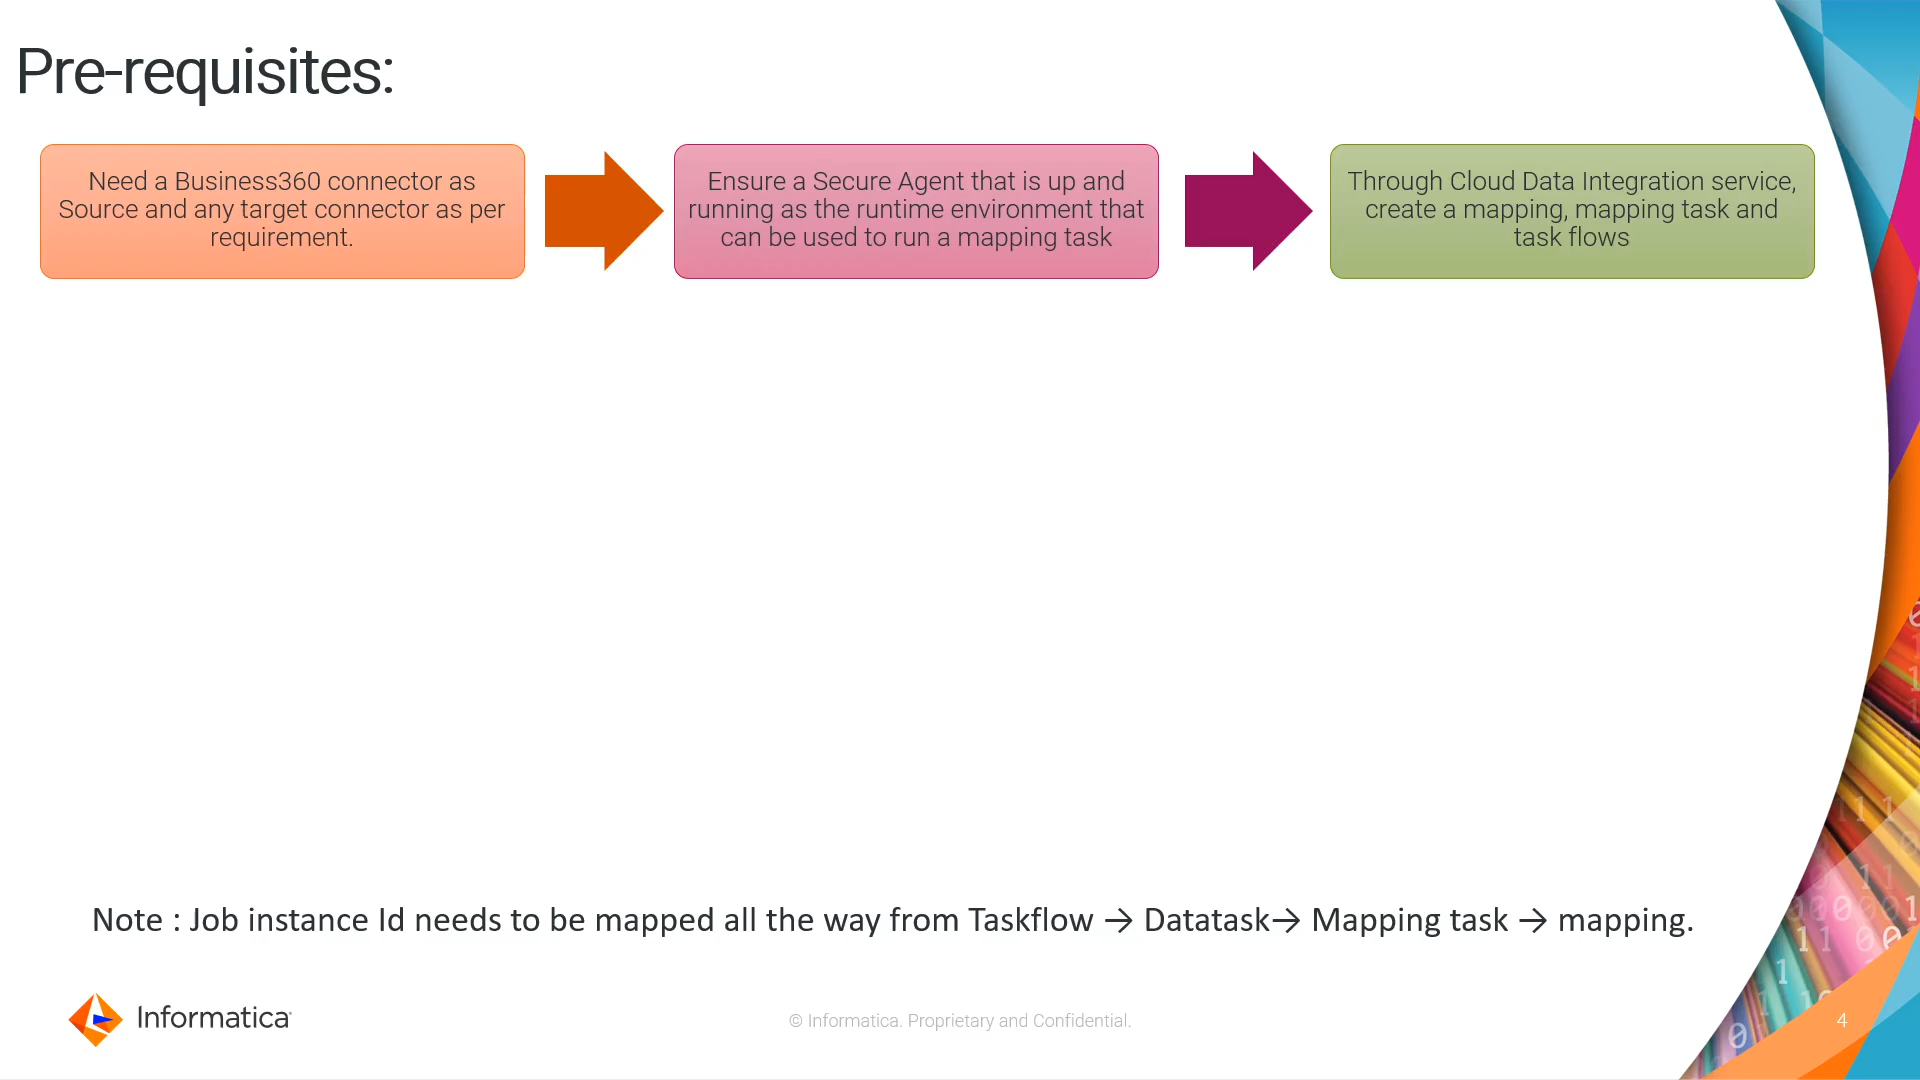 Pre-requisites:
Need a Business360 connector as
Source and any target connector as per
requirement.
Ensure a Secure Agent that is up and
running as the runtime environment that
can be used to run a mapping task
Through Cloud Data Integration service,
create a mapping, mapping task and
task flows
Note : Job instance Id needs to be mapped all the way from Taskflow → Datatask→ Mapping task → mapping.
Informatica
© Informatica. Proprietary and Confidential.
4